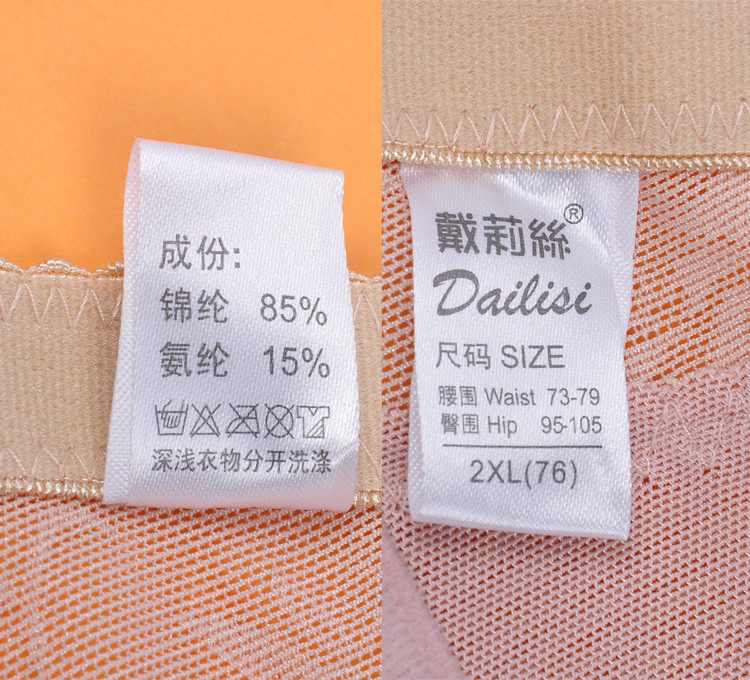 成份:
锦纶 85%
氨纶 15%
深浅衣物分开洗涤
戴莉絲®
Dailisi
尺码 SIZE
腰围 Waist 73-79
臀围 Hip 95-105
2XL(76)